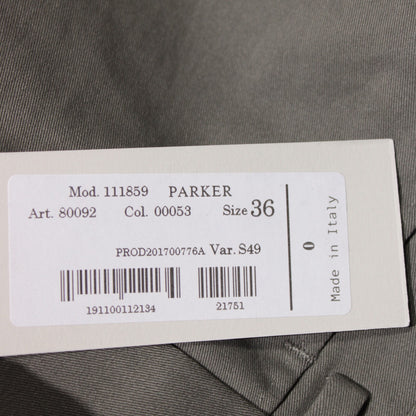 Mod. 111859 PARKER
Art. 80092 Col. 00053 Size 36
PROD201700776A Var. S49
191100112134 21751
0
Made in Italy